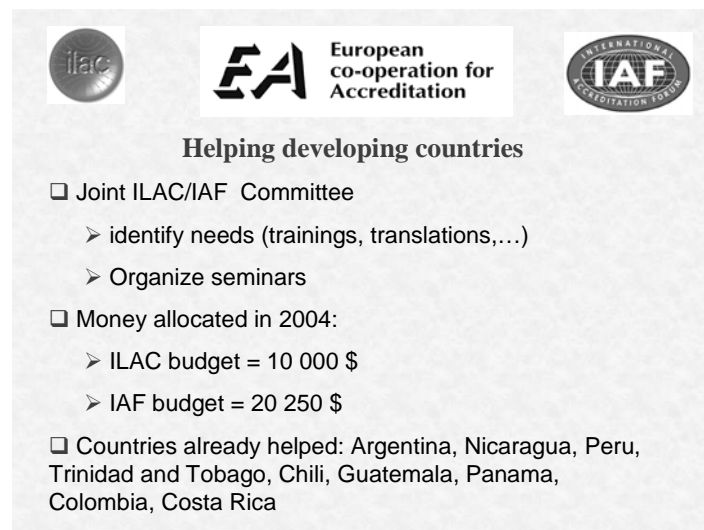 ilac
EA
European
co-operation for
Accreditation
INTERNATIONAL
IAF
ACCREDITATION FORUM
Helping developing countries
❑ Joint ILAC/IAF Committee
➢ identify needs (trainings, translations,…)
➢ Organize seminars
❑ Money allocated in 2004:
➢ ILAC budget = 10 000 $
➢ IAF budget = 20 250 $
❑ Countries already helped: Argentina, Nicaragua, Peru,
Trinidad and Tobago, Chili, Guatemala, Panama,
Colombia, Costa Rica